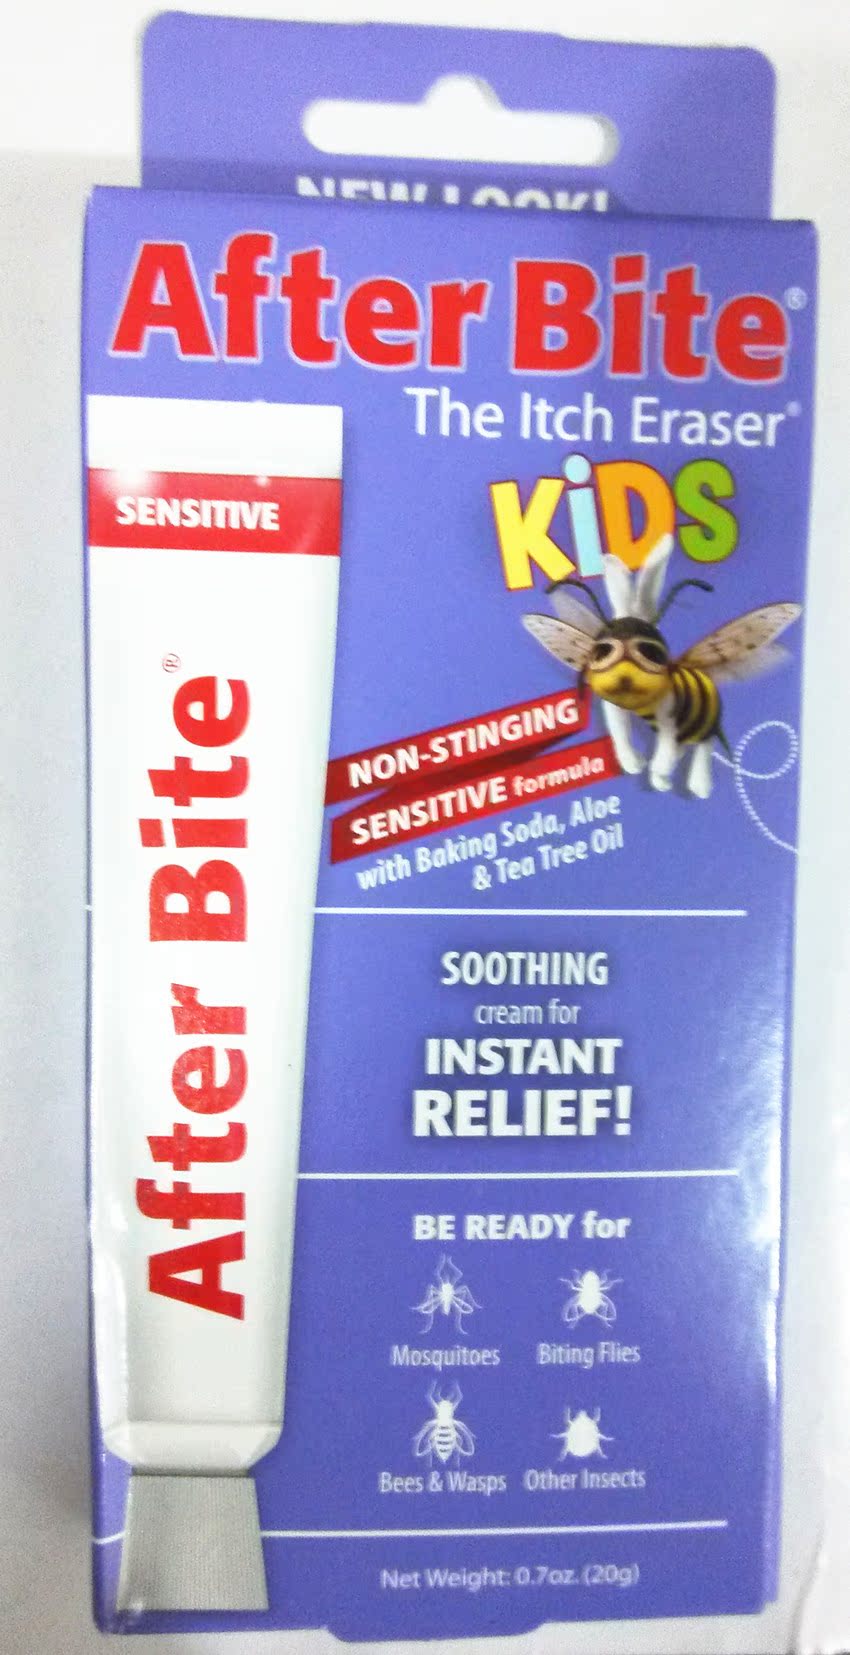 NEW LOOK!
After Bite®
The Itch Eraser®
KiDS
SENSITIVE
After Bite®
NON-STINGING
SENSITIVE formula
with Baking Soda, Aloe
& Tea Tree Oil
SOOTHING
cream for
INSTANT
RELIEF!
BE READY for
Mosquitoes
Biting Flies
Bees & Wasps
Other Insects
Net Weight: 0.7oz. (20g)